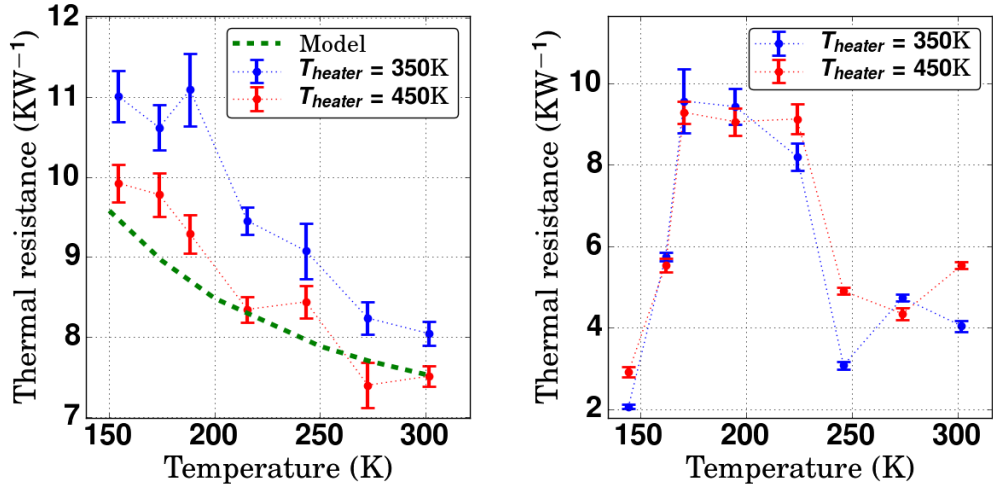 12
11
10
9
8
7
Thermal resistance (KW⁻¹)
Model
T_heater = 350K
T_heater = 450K
150 200 250 300
Temperature (K)
10
8
6
4
2
Thermal resistance (KW⁻¹)
T_heater = 350K
T_heater = 450K
150 200 250 300
Temperature (K)